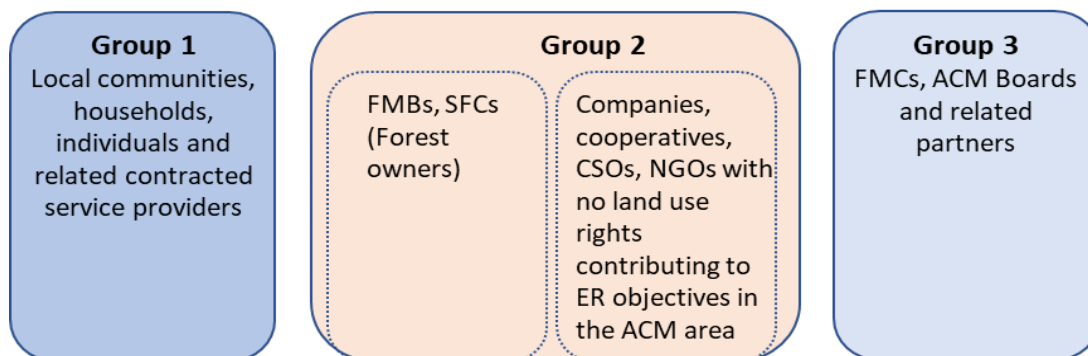 Group 1
Local communities,
households,
individuals and
related contracted
service providers
Group 2
FMBs, SFCs
(Forest
owners)
Companies,
cooperatives,
CSOs, NGOs with
no land use
rights
contributing to
ER objectives in
the ACM area
Group 3
FMCs, ACM Boards
and related
partners